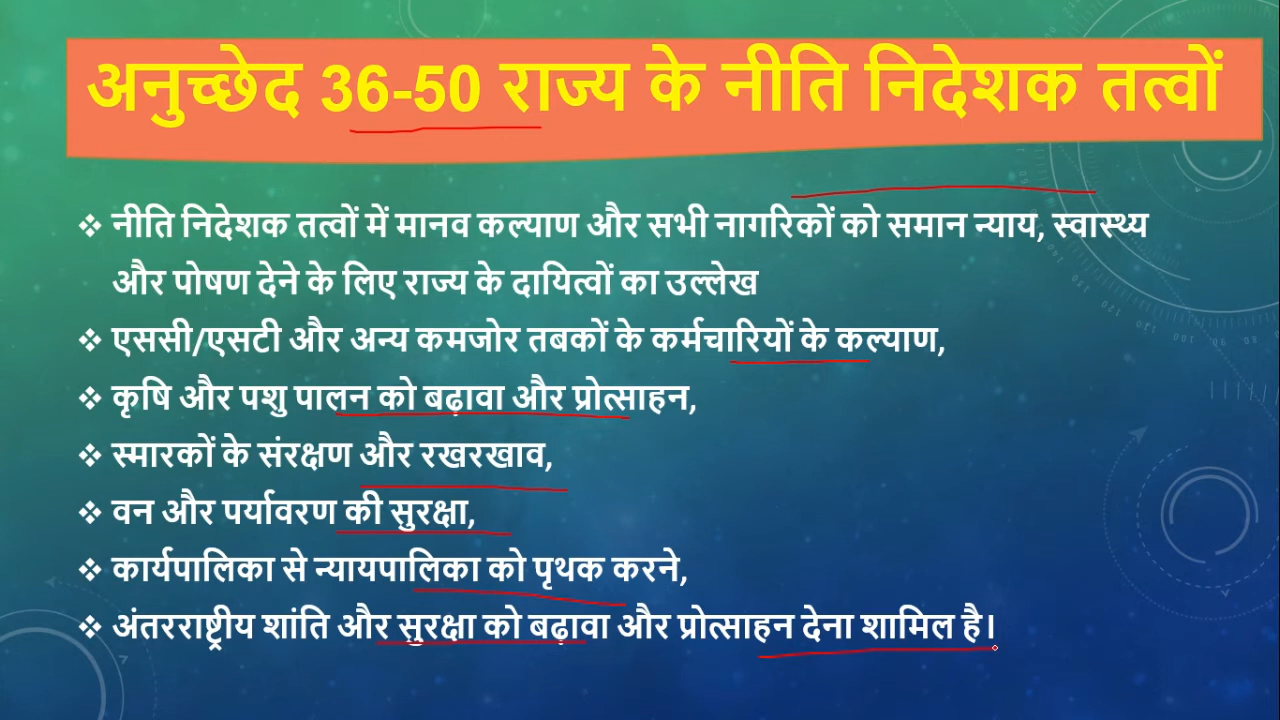 अनुच्छेद 36-50 राज्य के नीति निदेशक तत्वों
❖ नीति निदेशक तत्वों में मानव कल्याण और सभी नागरिकों को समान न्याय, स्वास्थ्य
और पोषण देने के लिए राज्य के दायित्वों का उल्लेख
❖ एससी/एसटी और अन्य कमजोर तबकों के कर्मचारियों के कल्याण,
❖ कृषि और पशु पालन को बढ़ावा और प्रोत्साहन,
❖ स्मारकों के संरक्षण और रखरखाव,
❖ वन और पर्यावरण की सुरक्षा,
❖ कार्यपालिका से न्यायपालिका को पृथक करने,
❖ अंतरराष्ट्रीय शांति और सुरक्षा को बढ़ावा और प्रोत्साहन देना शामिल है।